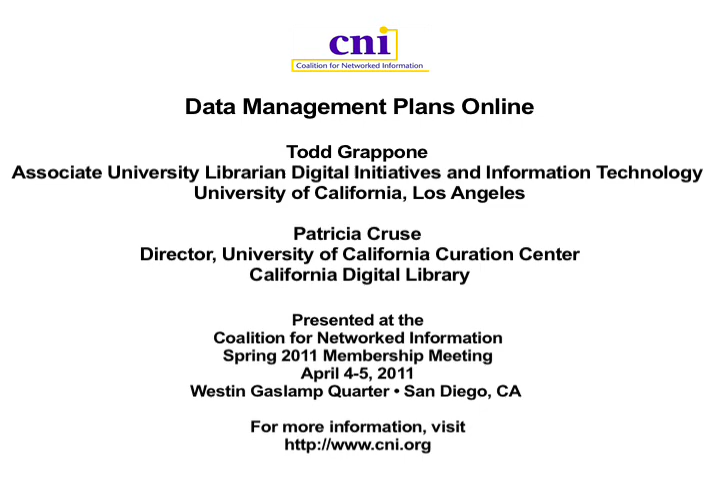 cni
Coalition for Networked Information
Data Management Plans Online
Todd Grappone
Associate University Librarian Digital Initiatives and Information Technology
University of California, Los Angeles
Patricia Cruse
Director, University of California Curation Center
California Digital Library
Presented at the
Coalition for Networked Information
Spring 2011 Membership Meeting
April 4-5, 2011
Westin Gaslamp Quarter • San Diego, CA
For more information, visit
http://www.cni.org